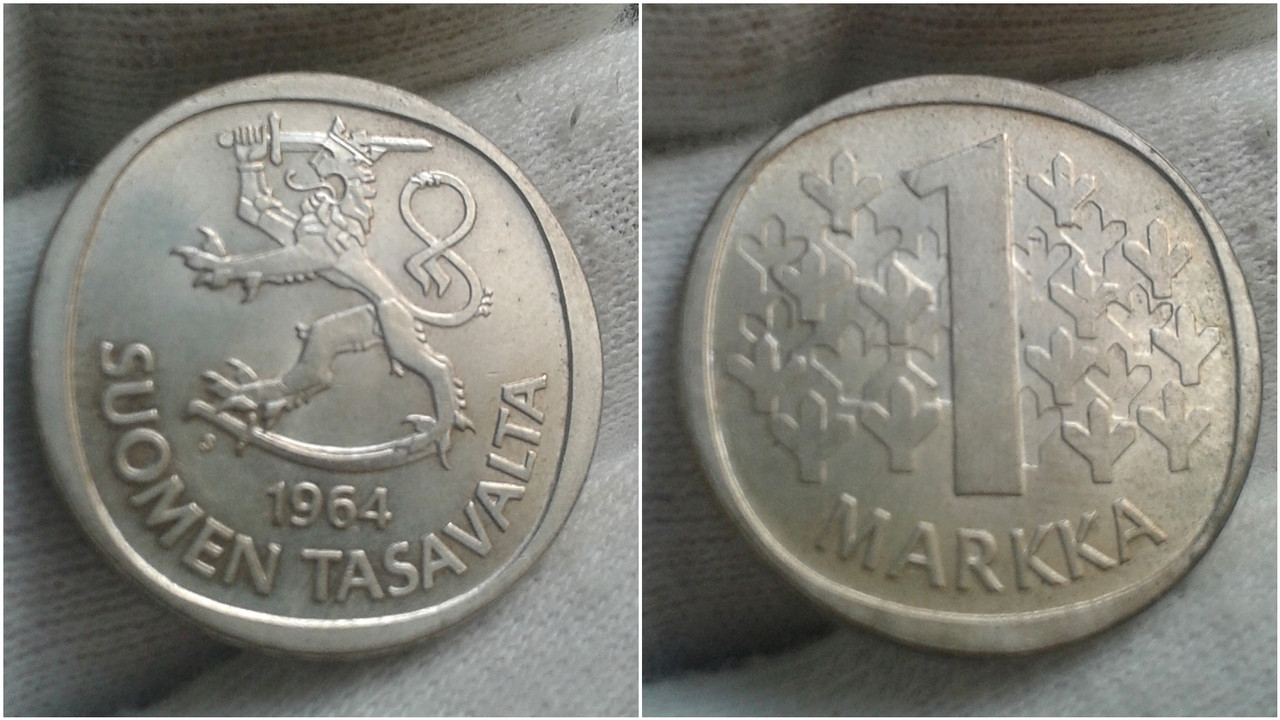 1964
SUOMEN TASAVALTA
1
MARKKA